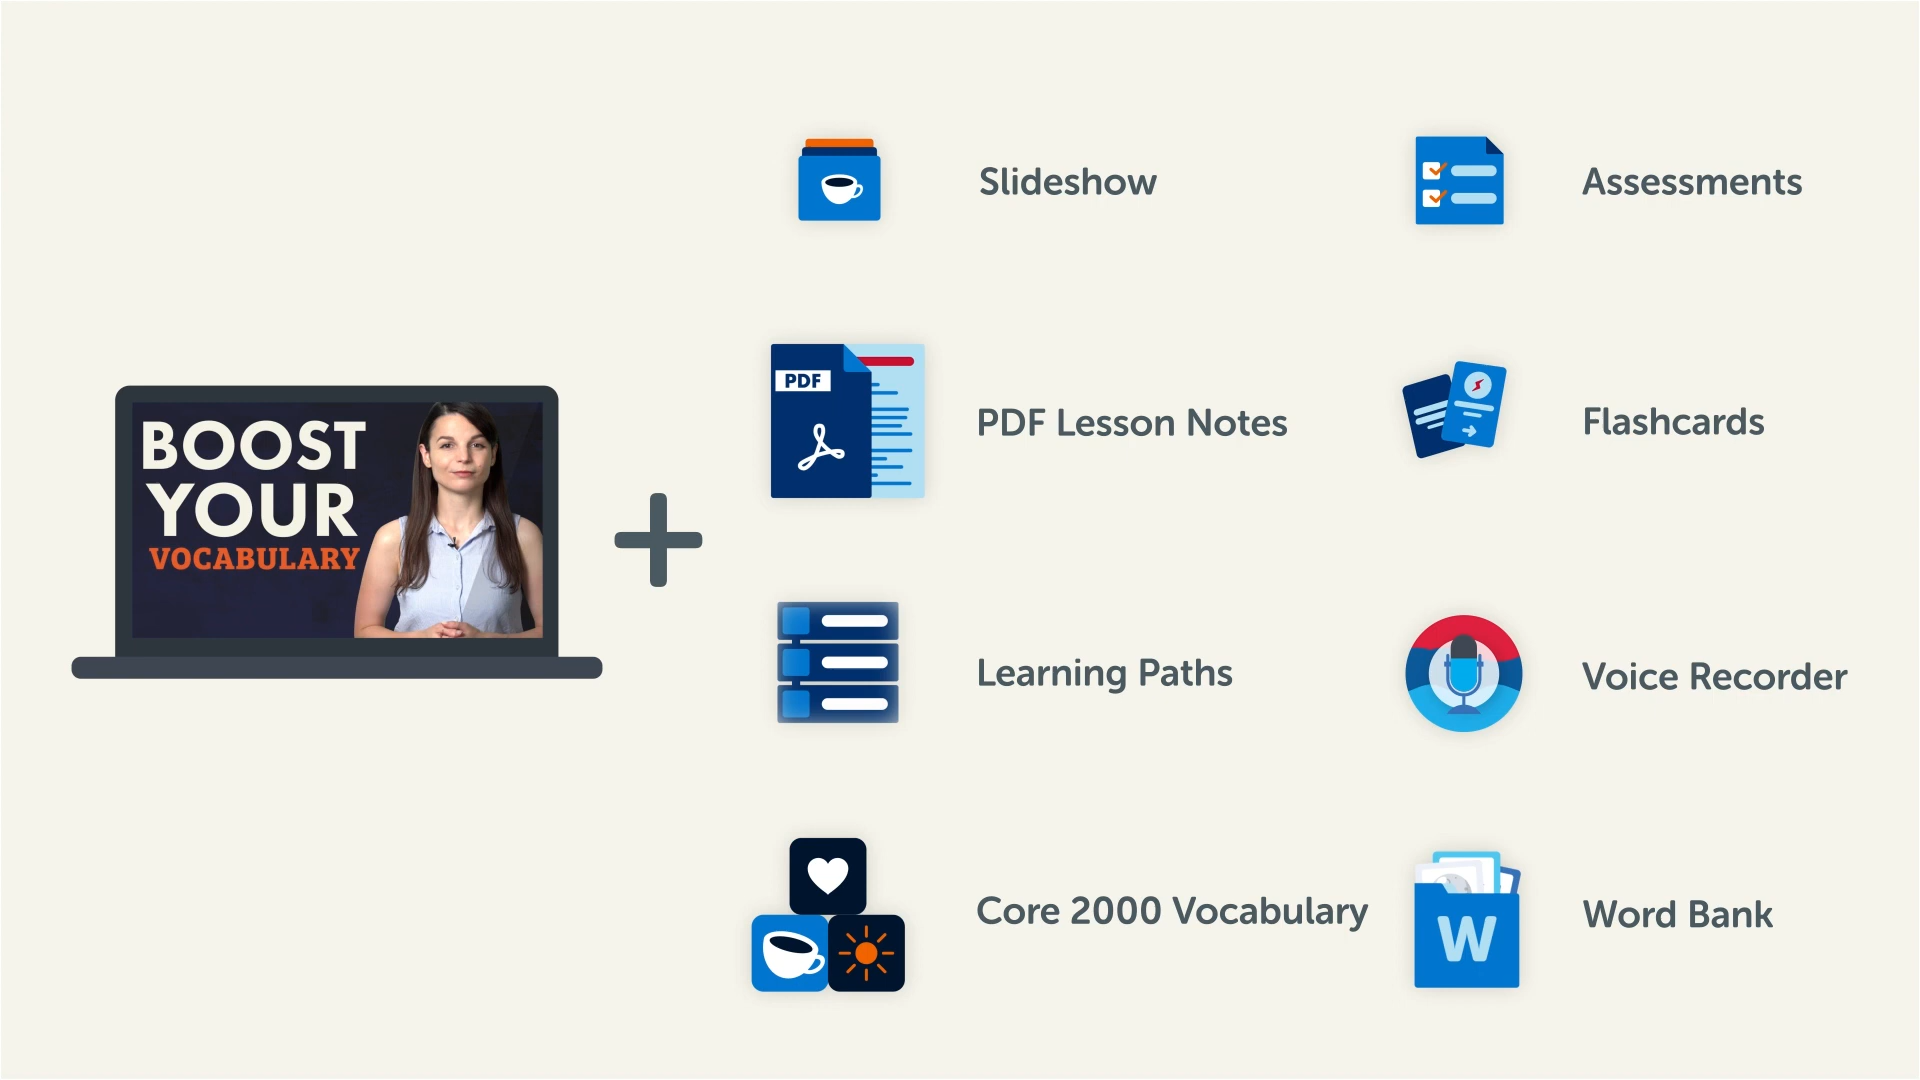 BOOST
YOUR
VOCABULARY
Slideshow
Assessments
PDF
PDF Lesson Notes
Flashcards
Learning Paths
Voice Recorder
Core 2000 Vocabulary
W
Word Bank